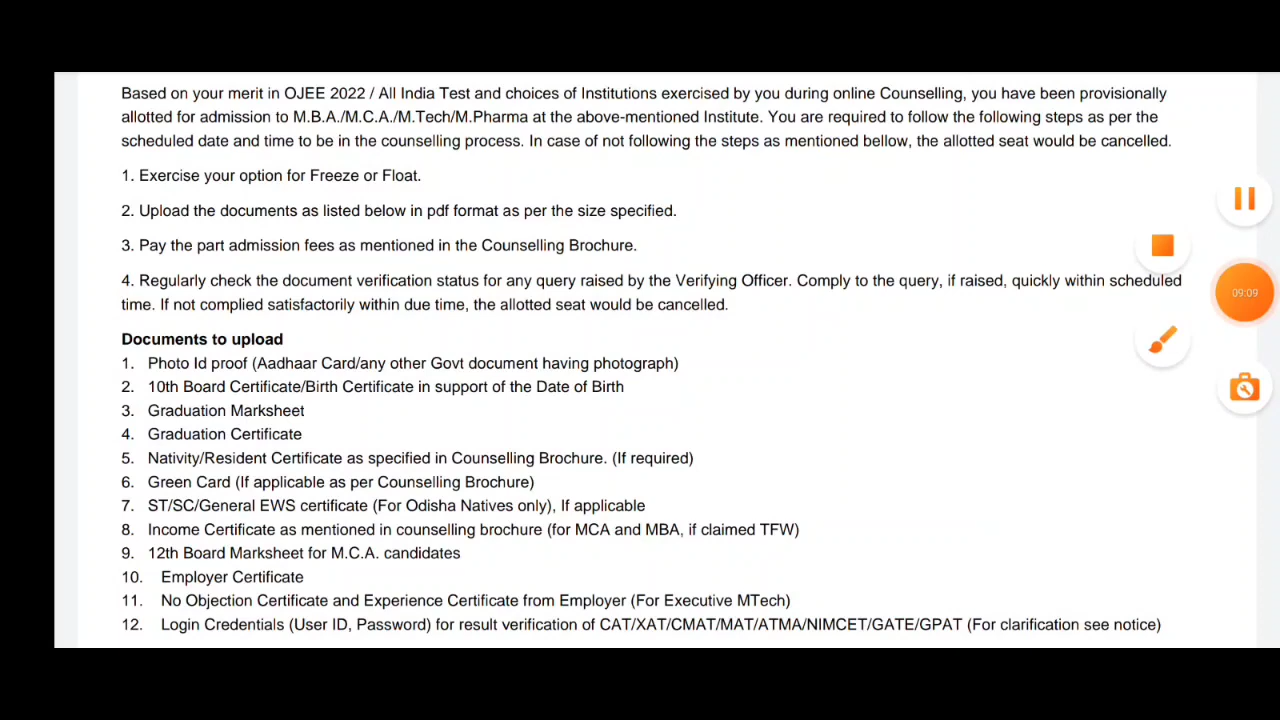 Based on your merit in OJEE 2022 / All India Test and choices of Institutions exercised by you during online Counselling, you have been provisionally
allotted for admission to M.B.A./M.C.A./M.Tech/M.Pharma at the above-mentioned Institute. You are required to follow the following steps as per the
scheduled date and time to be in the counselling process. In case of not following the steps as mentioned bellow, the allotted seat would be cancelled.
1. Exercise your option for Freeze or Float.
2. Upload the documents as listed below in pdf format as per the size specified.
3. Pay the part admission fees as mentioned in the Counselling Brochure.
4. Regularly check the document verification status for any query raised by the Verifying Officer. Comply to the query, if raised, quickly within scheduled
time. If not complied satisfactorily within due time, the allotted seat would be cancelled.
09:09
Documents to upload
1. Photo Id proof (Aadhaar Card/any other Govt document having photograph)
2. 10th Board Certificate/Birth Certificate in support of the Date of Birth
3. Graduation Marksheet
4. Graduation Certificate
5. Nativity/Resident Certificate as specified in Counselling Brochure. (If required)
6. Green Card (If applicable as per Counselling Brochure)
7. ST/SC/General EWS certificate (For Odisha Natives only), If applicable
8. Income Certificate as mentioned in counselling brochure (for MCA and MBA, if claimed TFW)
9. 12th Board Marksheet for M.C.A. candidates
10. Employer Certificate
11. No Objection Certificate and Experience Certificate from Employer (For Executive MTech)
12. Login Credentials (User ID, Password) for result verification of CAT/XAT/CMAT/MAT/ATMA/NIMCET/GATE/GPAT (For clarification see notice)